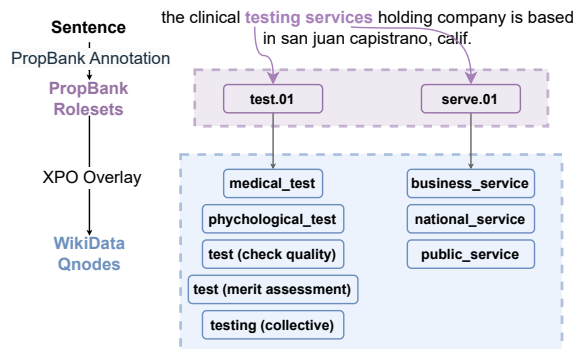 Sentence
the clinical testing services holding company is based
in san juan capistrano, calif.
PropBank Annotation
PropBank
Rolesets
test.01
serve.01
XPO Overlay
WikiData
Qnodes
medical_test
phychological_test
test (check quality)
test (merit assessment)
testing (collective)
business_service
national_service
public_service